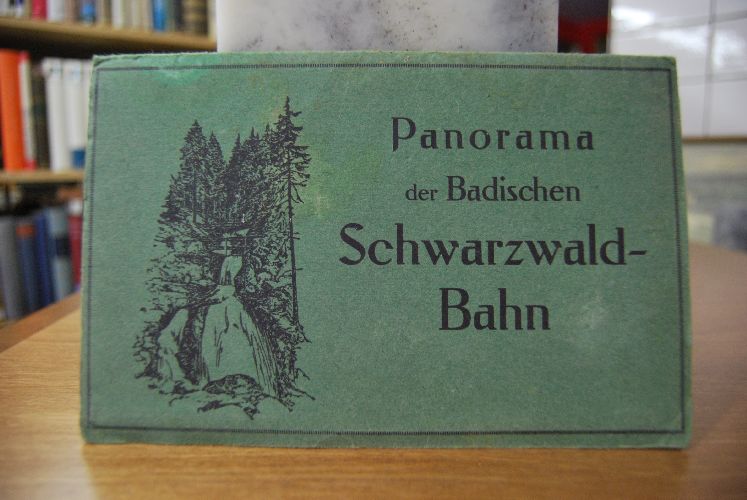 Panorama
der Badischen
Schwarzwald-
Bahn